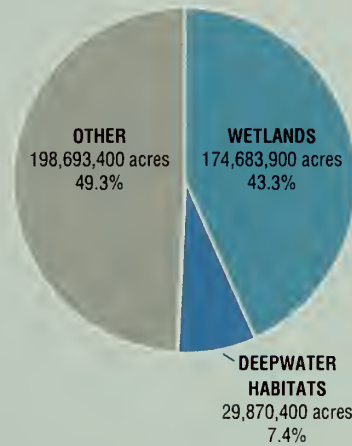 OTHER
198,693,400 acres
49.3%
WETLANDS
174,683,900 acres
43.3%
DEEPWATER
HABITATS
29,870,400 acres
7.4%